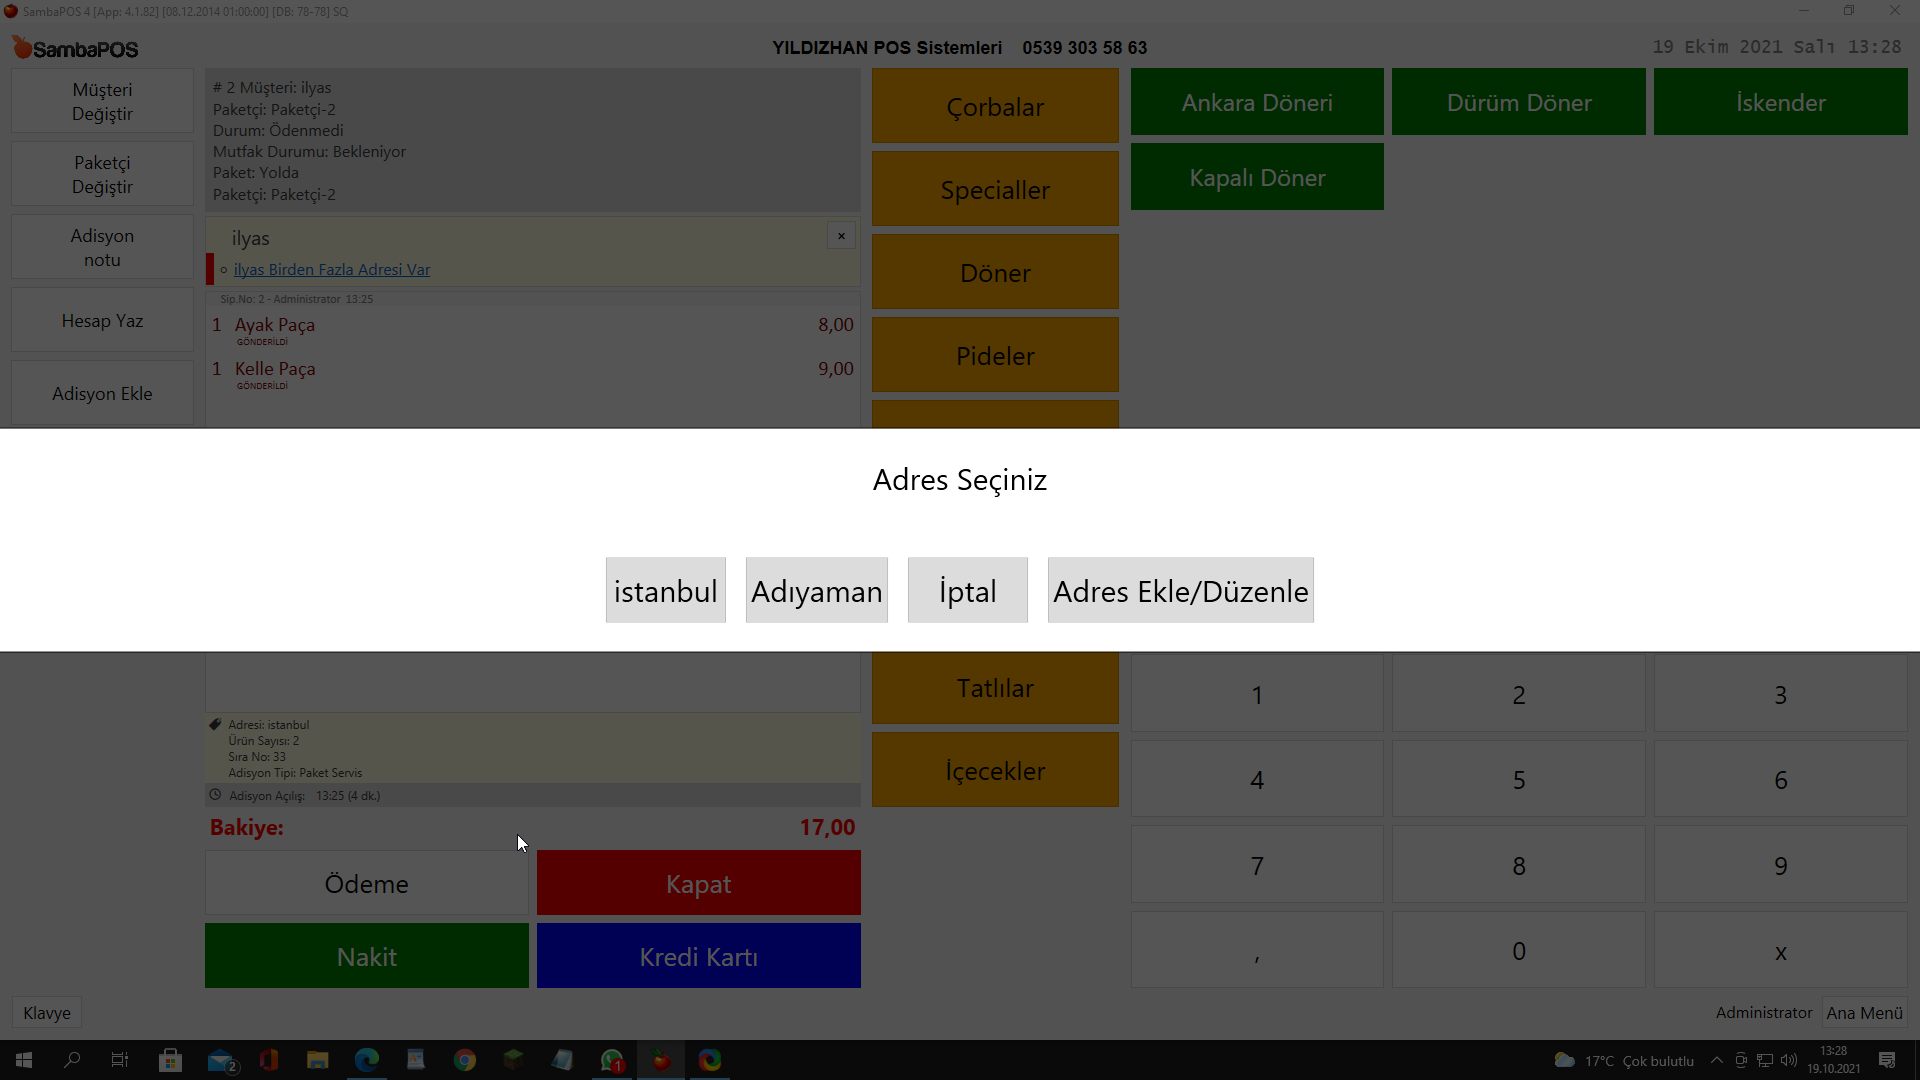 SambaPOS 4 [App: 4.1.82] [08.12.2014 01:00:00] [DB: 78-78] SQ
SambaPOS
YILDIZHAN POS Sistemleri 0539 303 58 63
19 Ekim 2021 Salı 13:28
Müşteri
Değiştir
Paketçi
Değiştir
Adisyon
notu
Hesap Yaz
Adisyon Ekle
# 2 Müşteri: ilyas
Paketçi: Paketçi-2
Durum: Ödenmedi
Mutfak Durumu: Bekleniyor
Paket: Yolda
Paketçi: Paketçi-2
ilyas
×
ilyas Birden Fazla Adresi Var
Sip.No: 2 - Administrator 13:25
1 Ayak Paça 8,00
GÖNDERİLDİ
1 Kelle Paça 9,00
GÖNDERİLDİ
Çorbalar
Specialler
Döner
Pideler
Ankara Döneri
Dürüm Döner
İskender
Kapalı Döner
Adres Seçiniz
istanbul
Adıyaman
İptal
Adres Ekle/Düzenle
Tatlılar
İçecekler
Adresi: istanbul
Ürün Sayısı: 2
Sıra No: 33
Adisyon Tipi: Paket Servis
Adisyon Açılış: 13:25 (4 dk.)
Bakiye: 17,00
Ödeme
Kapat
Nakit
Kredi Kartı
1 2 3
4 5 6
7 8 9
, 0 x
Klavye
Administrator
Ana Menü
2
1
17°C Çok bulutlu
13:28
19.10.2021